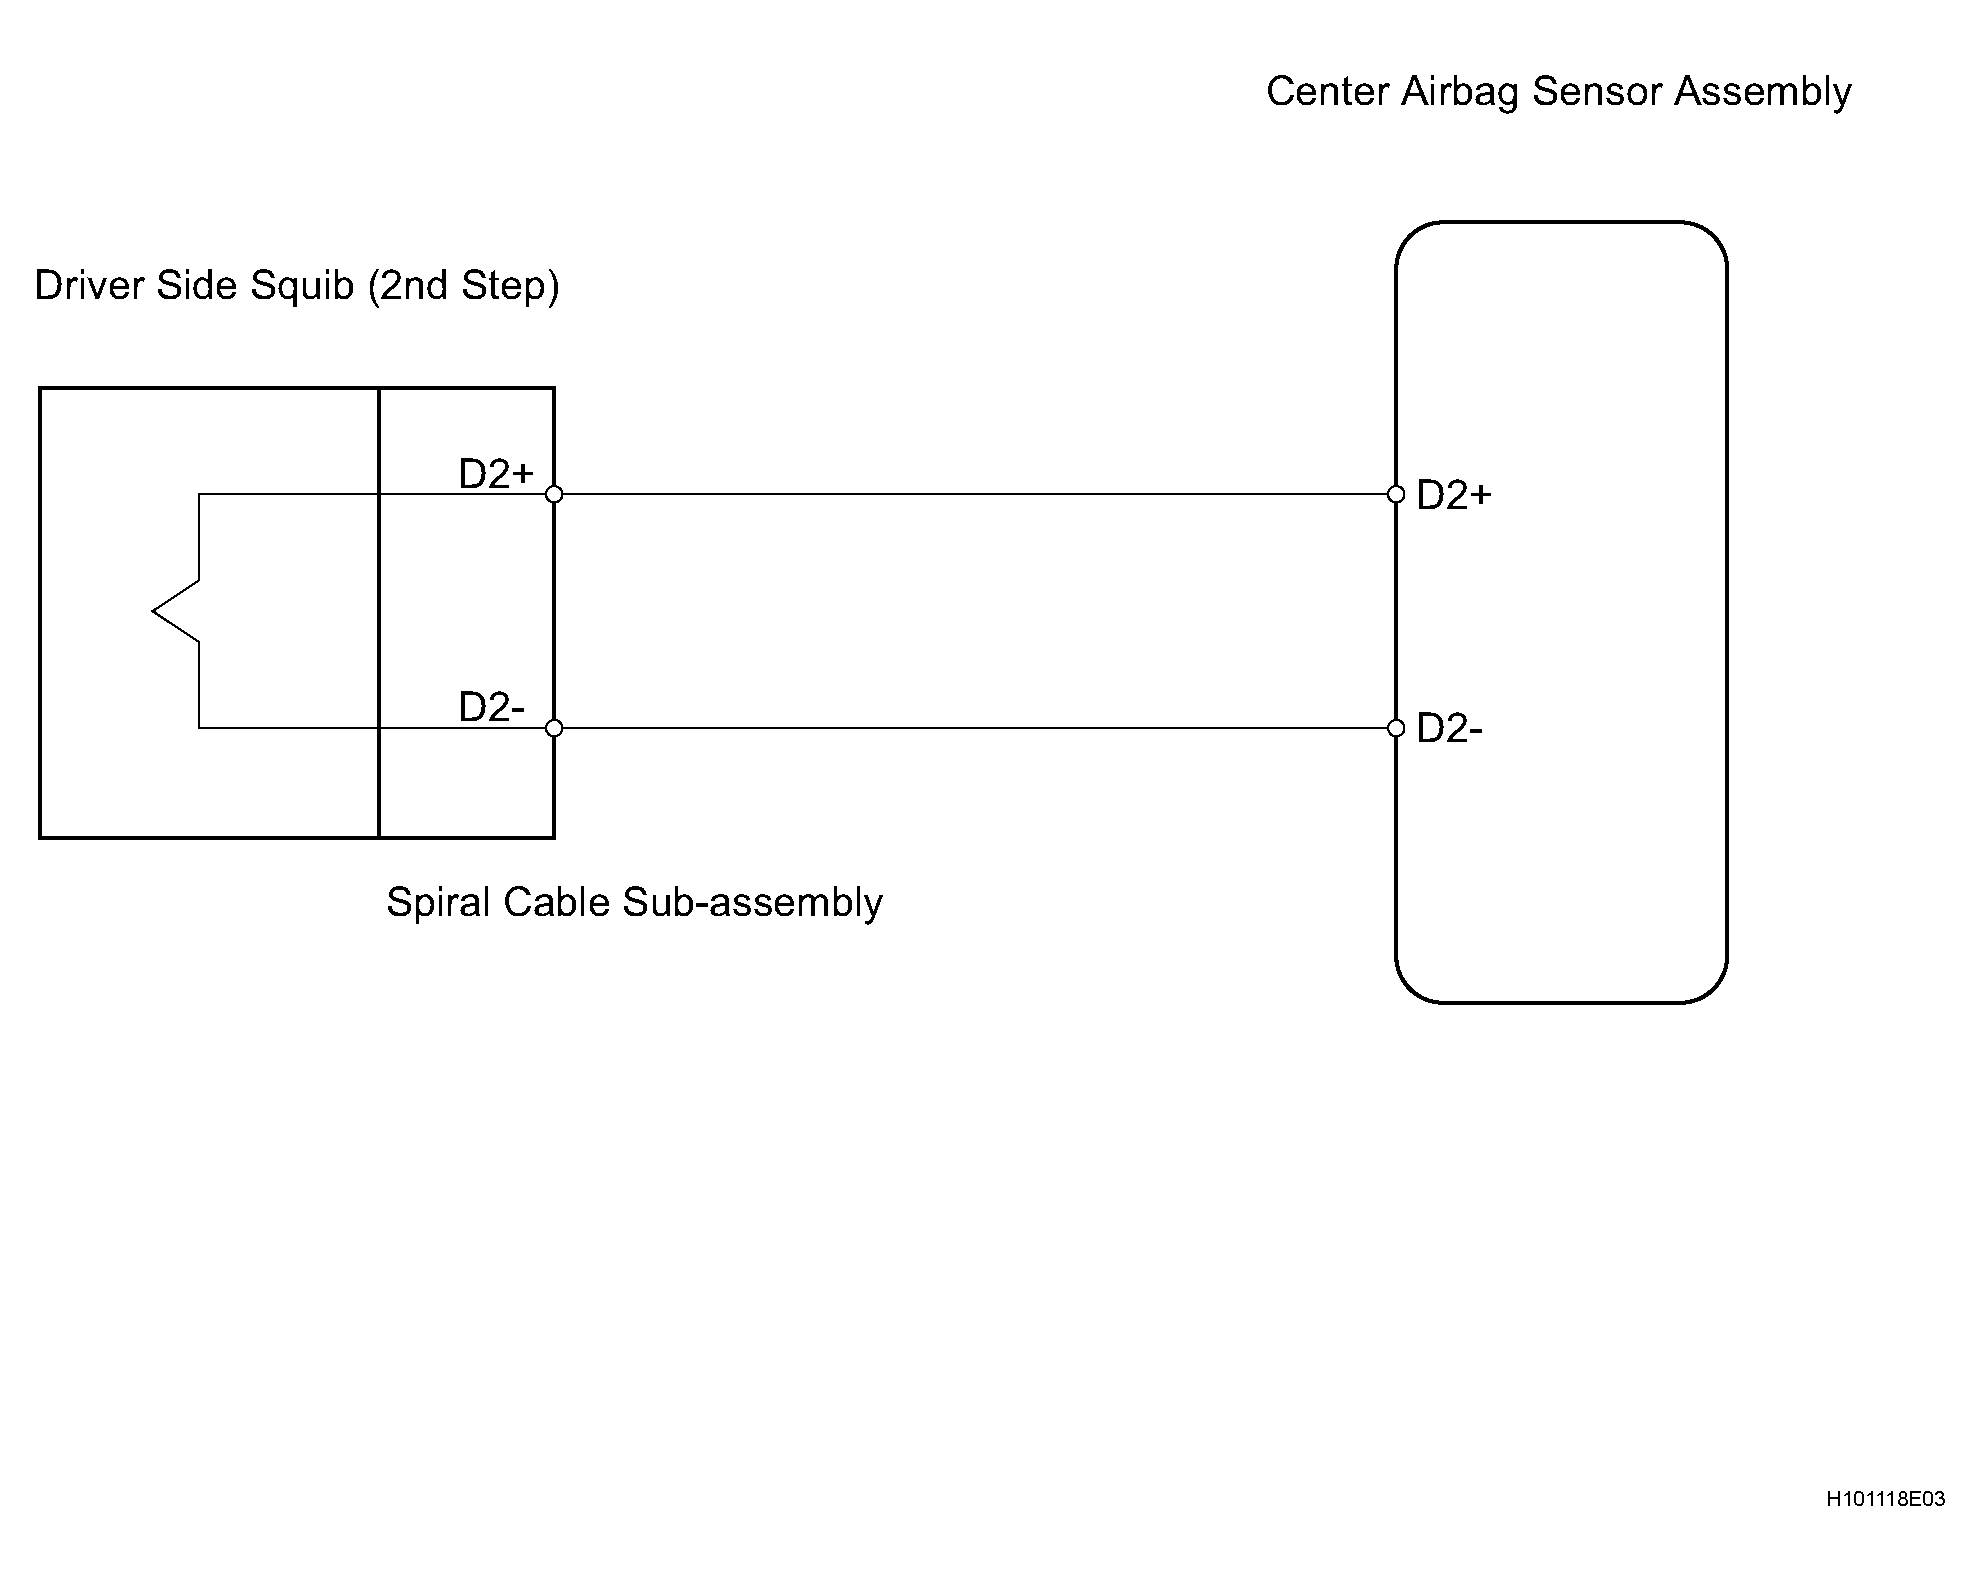 Center Airbag Sensor Assembly
Driver Side Squib (2nd Step)
D2+
D2+
D2-
D2-
Spiral Cable Sub-assembly
H101118E03